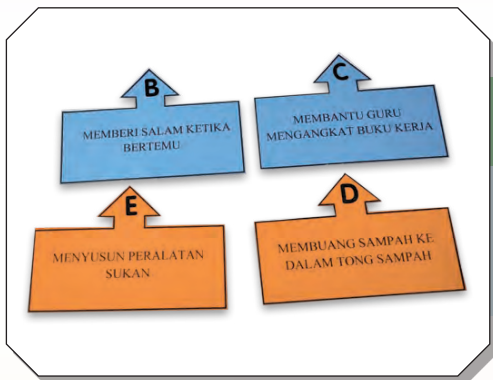 B
MEMBERI SALAM KETIKA
BERTEMU
C
MEMBANTU GURU
MENGANGKAT BUKU KERJA
E
MENYUSUN PERALATAN
SUKAN
D
MEMBUANG SAMPAH KE
DALAM TONG SAMPAH